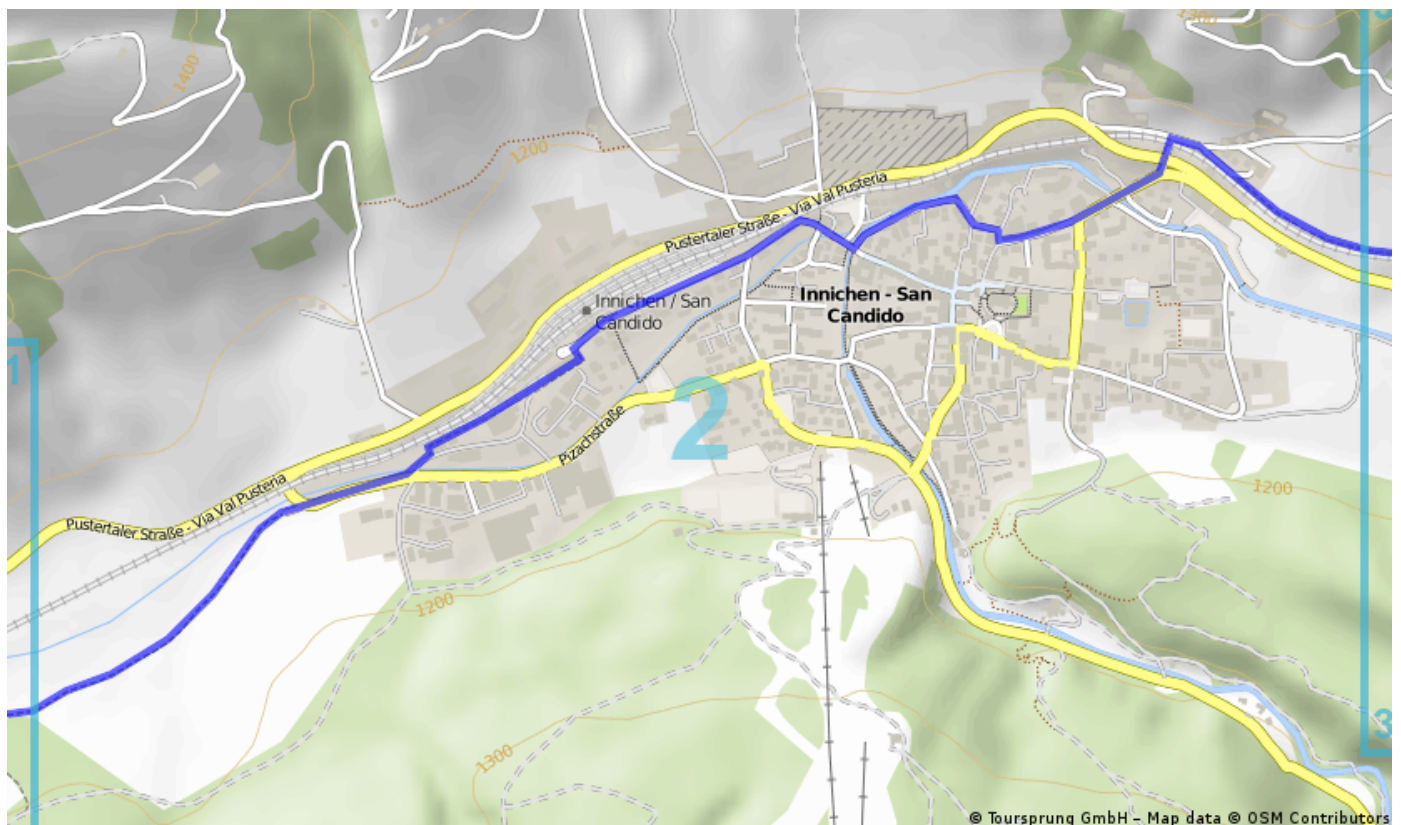 1300
3
1400
1200
Pustertaler Straße - Via Val Pusteria
Innichen / San
Candido
Innichen - San
Candido
1
2
Pizachstraße
Pustertaler Straße - Via Val Pusteria
1200
1200
1300
3
© Toursprung GmbH – Map data © OSM Contributors